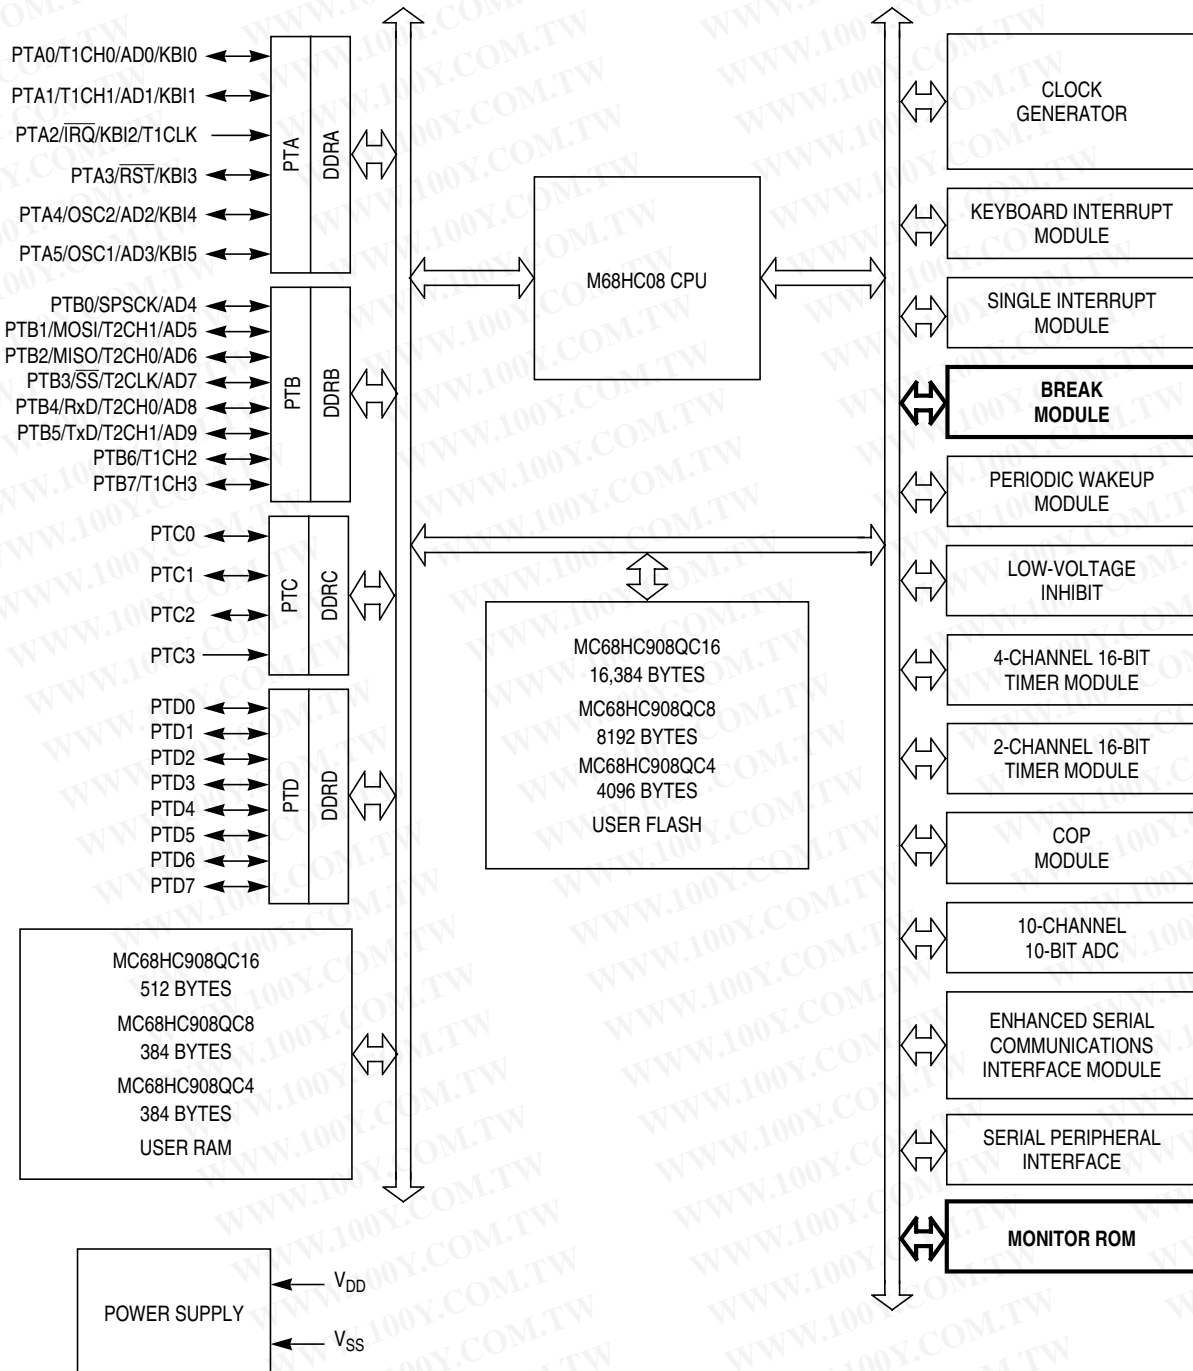 PTA0/T1CH0/AD0/KBI0
PTA1/T1CH1/AD1/KBI1
PTA2/IRQ/KBI2/T1CLK
PTA3/RST/KBI3
PTA4/OSC2/AD2/KBI4
PTA5/OSC1/AD3/KBI5
PTA
DDRA
PTB0/SPSCK/AD4
PTB1/MOSI/T2CH1/AD5
PTB2/MISO/T2CH0/AD6
PTB3/SS/T2CLK/AD7
PTB4/RxD/T2CH0/AD8
PTB5/TxD/T2CH1/AD9
PTB6/T1CH2
PTB7/T1CH3
PTB
DDRB
PTC0
PTC1
PTC2
PTC3
PTC
DDRC
PTD0
PTD1
PTD2
PTD3
PTD4
PTD5
PTD6
PTD7
PTD
DDRD
MC68HC908QC16
512 BYTES
MC68HC908QC8
384 BYTES
MC68HC908QC4
384 BYTES
USER RAM
POWER SUPPLY
VDD
VSS
M68HC08 CPU
MC68HC908QC16
16,384 BYTES
MC68HC908QC8
8192 BYTES
MC68HC908QC4
4096 BYTES
USER FLASH
CLOCK
GENERATOR
KEYBOARD INTERRUPT
MODULE
SINGLE INTERRUPT
MODULE
BREAK
MODULE
PERIODIC WAKEUP
MODULE
LOW-VOLTAGE
INHIBIT
4-CHANNEL 16-BIT
TIMER MODULE
2-CHANNEL 16-BIT
TIMER MODULE
COP
MODULE
10-CHANNEL
10-BIT ADC
ENHANCED SERIAL
COMMUNICATIONS
INTERFACE MODULE
SERIAL PERIPHERAL
INTERFACE
MONITOR ROM
WWW.100Y.COM.TW